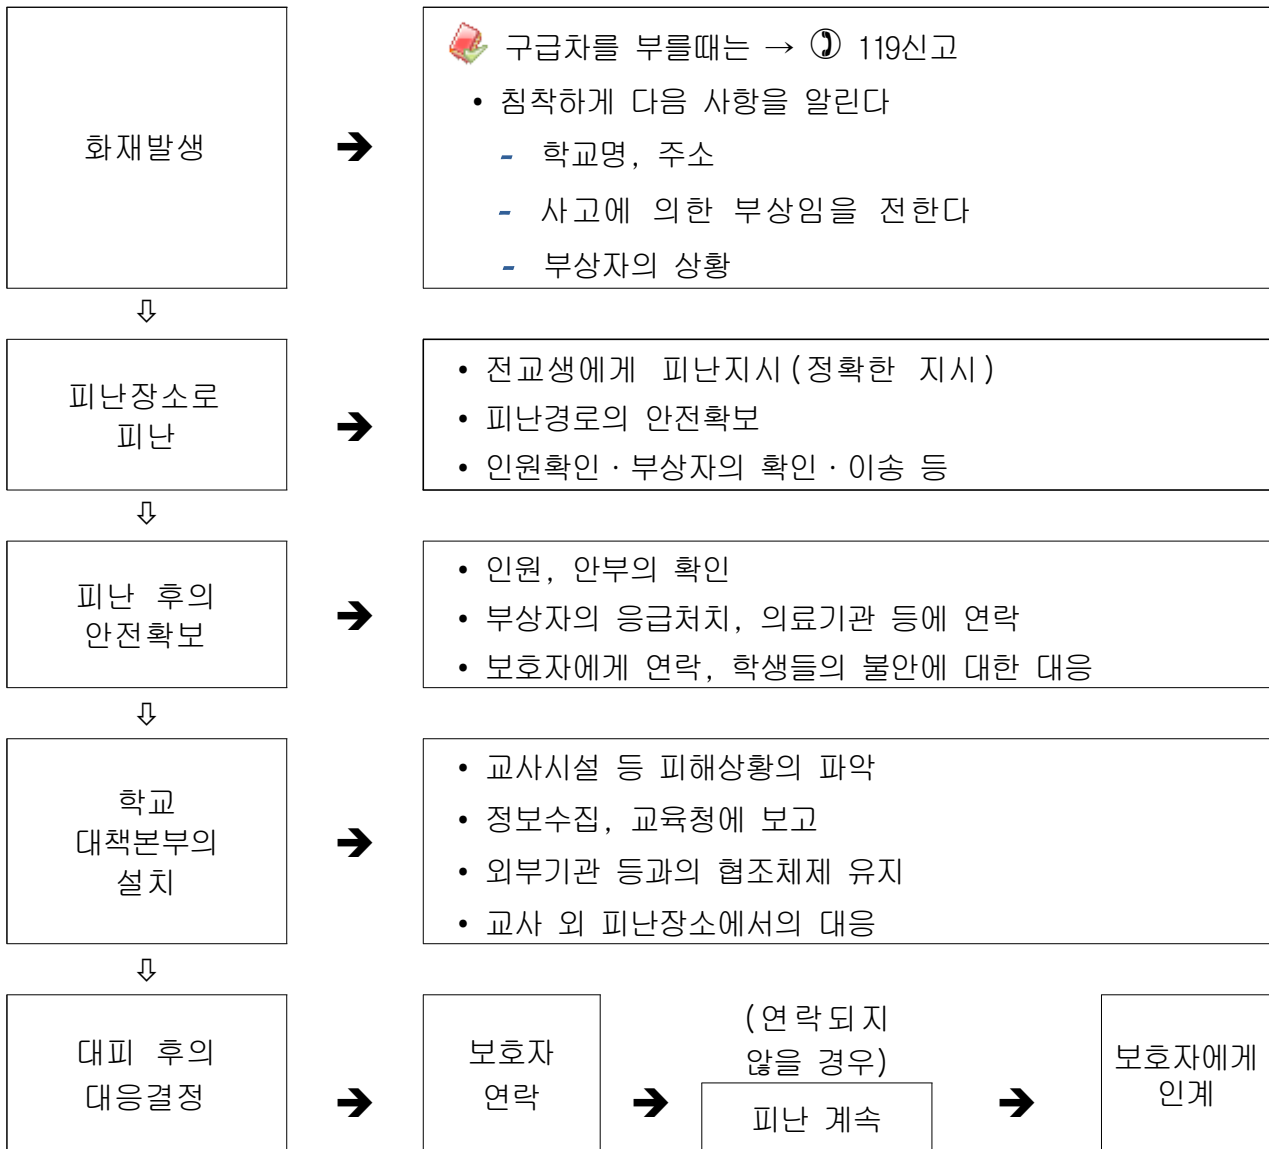 화재발생
➔
구급차를 부를때는 → ✆ 119신고
• 침착하게 다음 사항을 알린다
- 학교명, 주소
- 사고에 의한 부상임을 전한다
- 부상자의 상황
⇩
피난장소로
피난
➔
• 전교생에게 피난지시(정확한 지시)
• 피난경로의 안전확보
• 인원확인 · 부상자의 확인 · 이송 등
⇩
피난 후의
안전확보
➔
• 인원, 안부의 확인
• 부상자의 응급처치, 의료기관 등에 연락
• 보호자에게 연락, 학생들의 불안에 대한 대응
⇩
학교
대책본부의
설치
➔
• 교사시설 등 피해상황의 파악
• 정보수집, 교육청에 보고
• 외부기관 등과의 협조체제 유지
• 교사 외 피난장소에서의 대응
⇩
대피 후의
대응결정
➔
보호자
연락
➔
(연락되지
않을 경우)
피난 계속
➔
보호자에게
인계